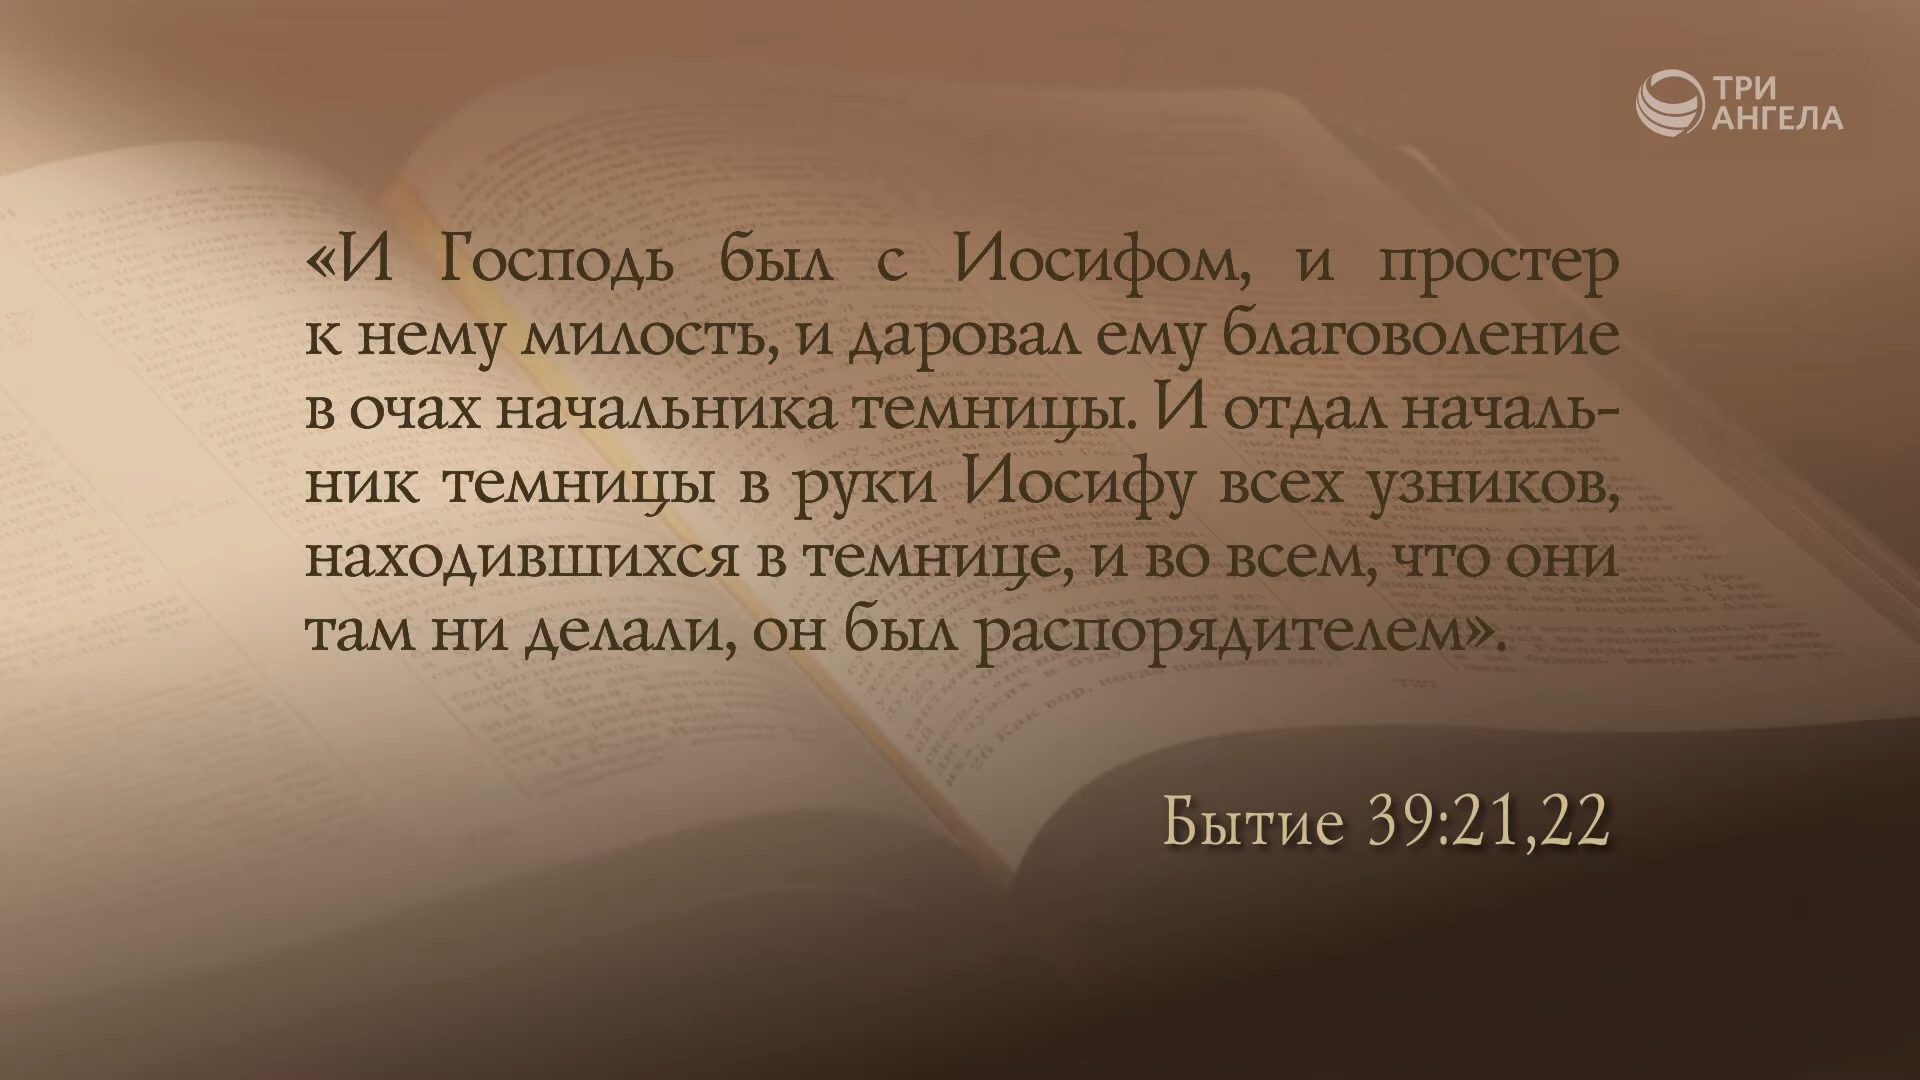 ТРИ
АНГЕЛА
«И Господь был с Иосифом, и простер
к нему милость, и даровал ему благоволение
в очах начальника темницы. И отдал началь-
ник темницы в руки Иосифу всех узников,
находившихся в темнице, и во всем, что они
там ни делали, он был распорядителем».
Бытие 39:21,22